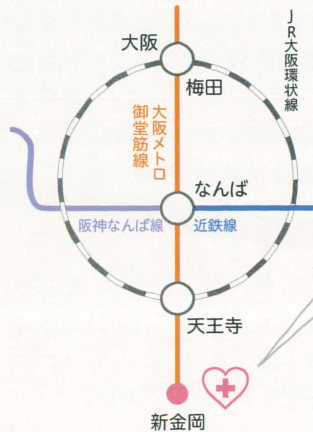 JR大阪環状線
大阪
梅田
大阪メトロ
御堂筋線
なんば
阪神なんば線
近鉄線
天王寺
新金岡